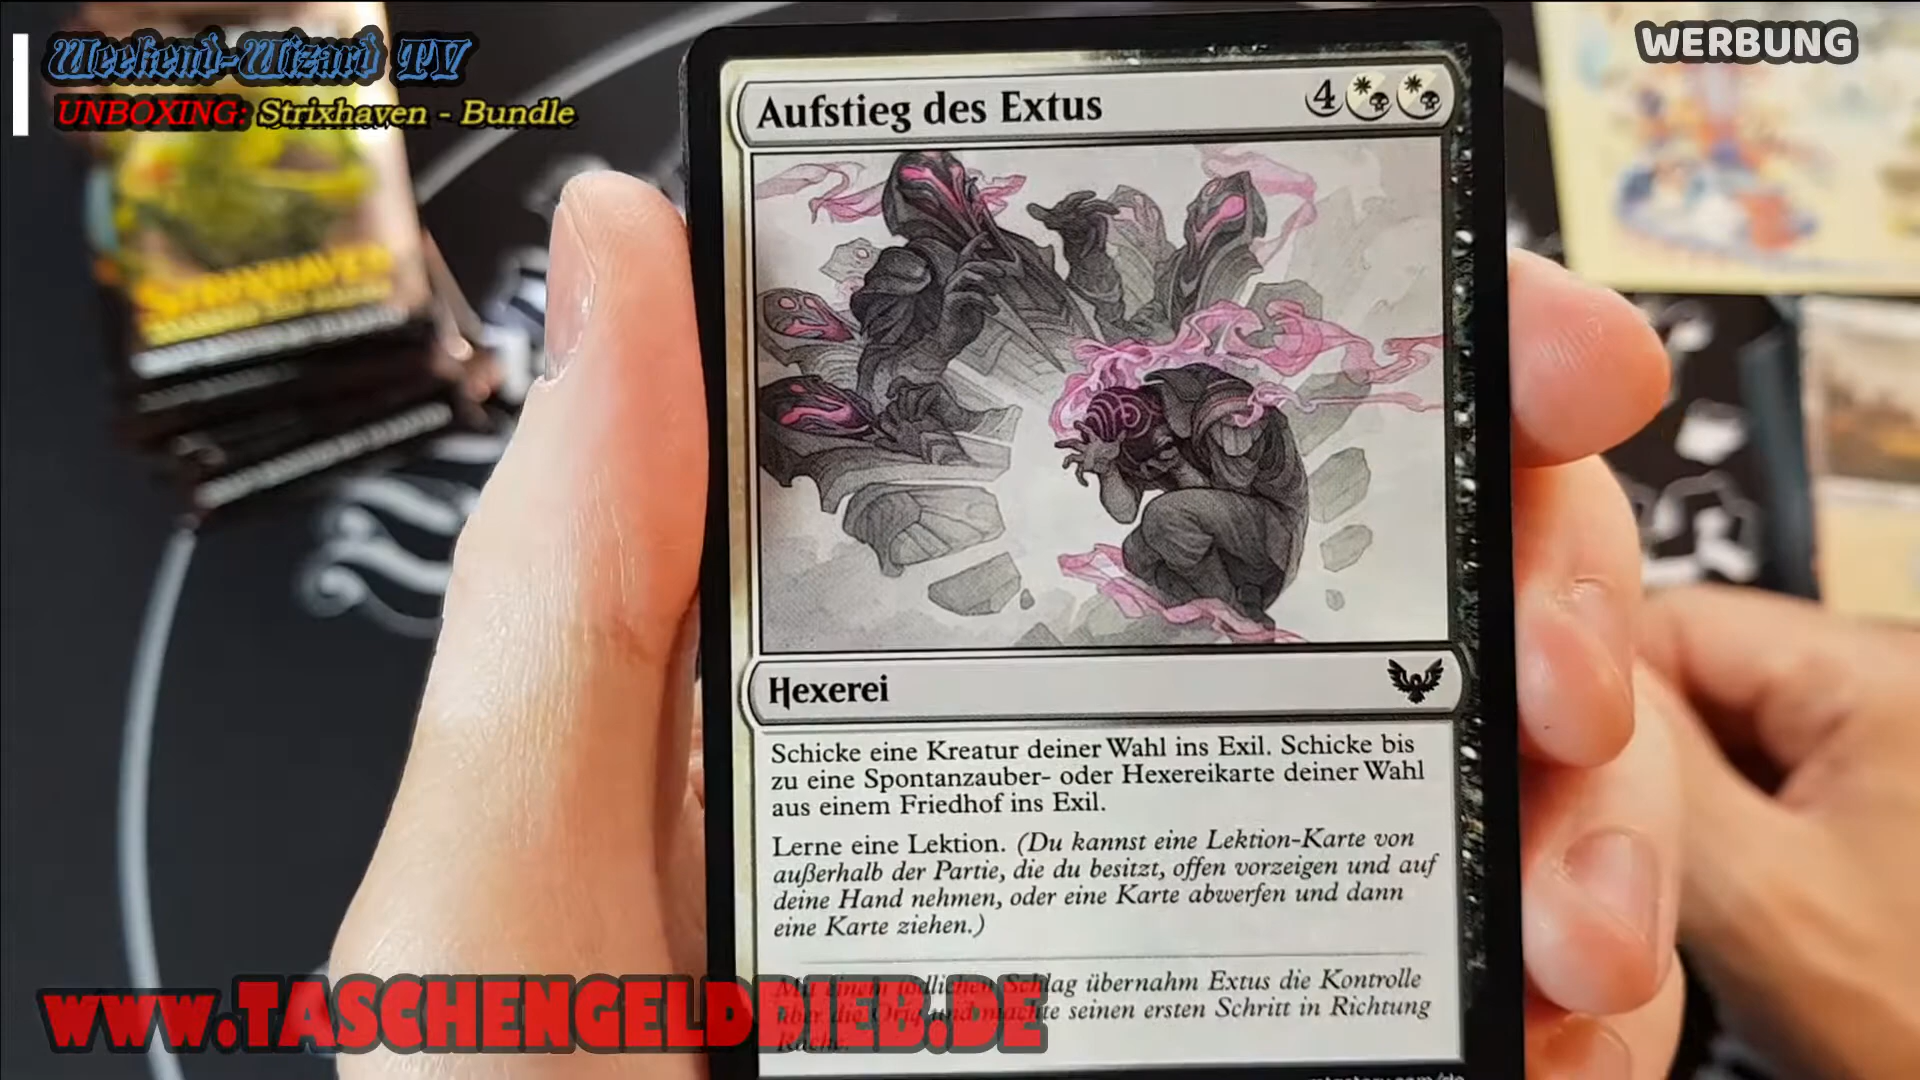 Weekend-Wizard TV
UNBOXING: Strixhaven - Bundle
WERBUNG
STRIXHAVEN
Aufstieg des Extus
4
Hexerei
Schicke eine Kreatur deiner Wahl ins Exil. Schicke bis
zu eine Spontanzauber- oder Hexereikarte deiner Wahl
aus einem Friedhof ins Exil.
Lerne eine Lektion. (Du kannst eine Lektion-Karte von
außerhalb der Partie, die du besitzt, offen vorzeigen und auf
deine Hand nehmen, oder eine Karte abwerfen und dann
eine Karte ziehen.)
Mit einem tödlichen Schlag übernahm Extus die Kontrolle
über die Oriq und machte seinen ersten Schritt in Richtung
Rache.
www.TASCHENGELDDIEB.DE